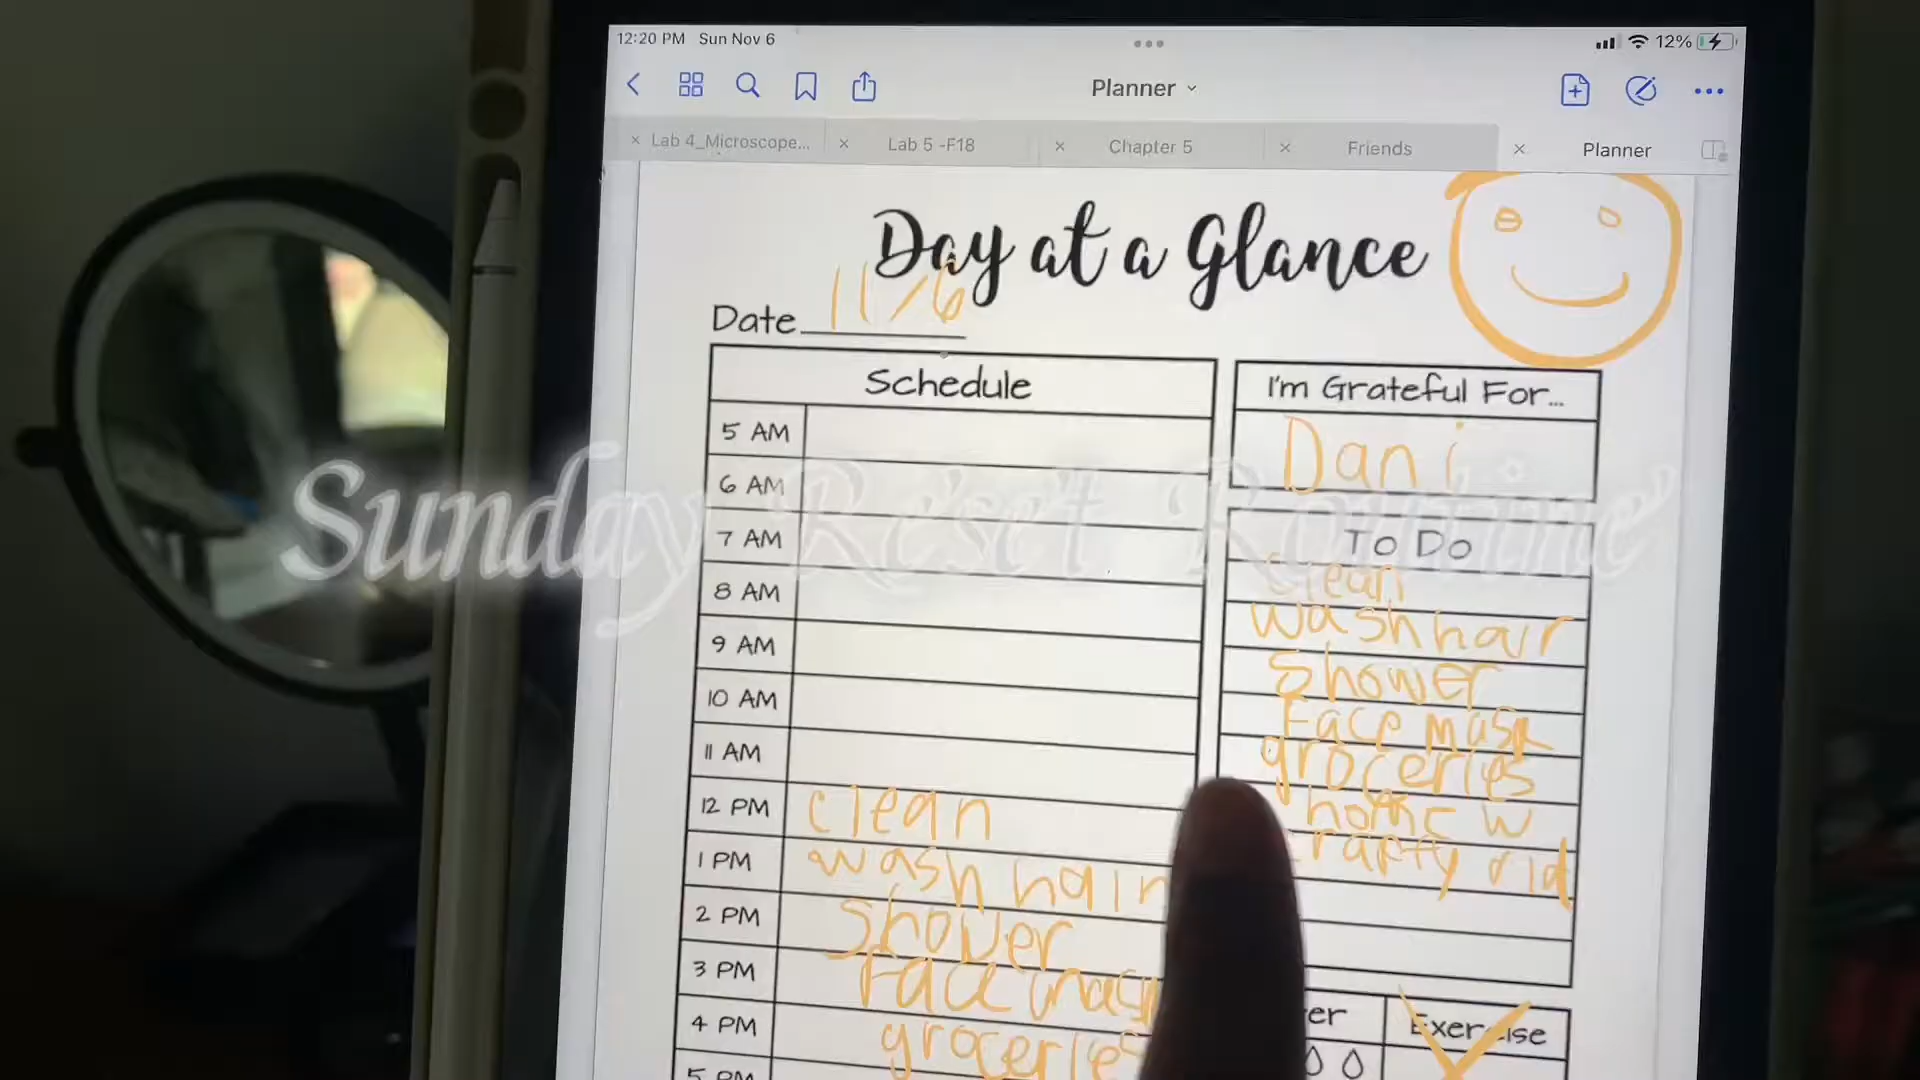 12:20 PM Sun Nov 6
12%
Planner
Lab 4_Microscope...
Lab 5 -F18
Chapter 5
Friends
Planner
Day at a Glance
Date 11/6
Schedule
5 AM
6 AM
7 AM
8 AM
9 AM
10 AM
11 AM
12 PM clean
1 PM wash hair
2 PM shower
3 PM Face mask
4 PM groceries
5 PM
I'm Grateful For...
Dani
To Do
clean
wash hair
shower
Face mask
groceries
home w
Exercise
Sunday Reset Routine